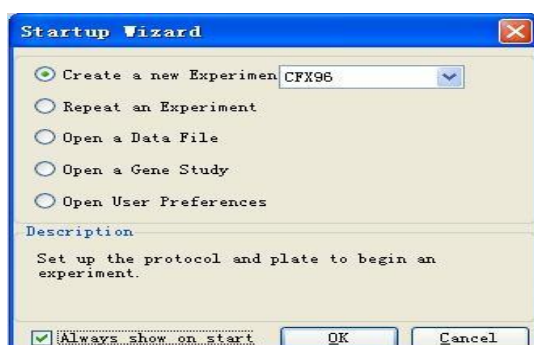 Startup Wizard
Create a new Experimen CFX96
Repeat an Experiment
Open a Data File
Open a Gene Study
Open User Preferences
Description
Set up the protocol and plate to begin an
experiment.
Always show on start OK Cancel